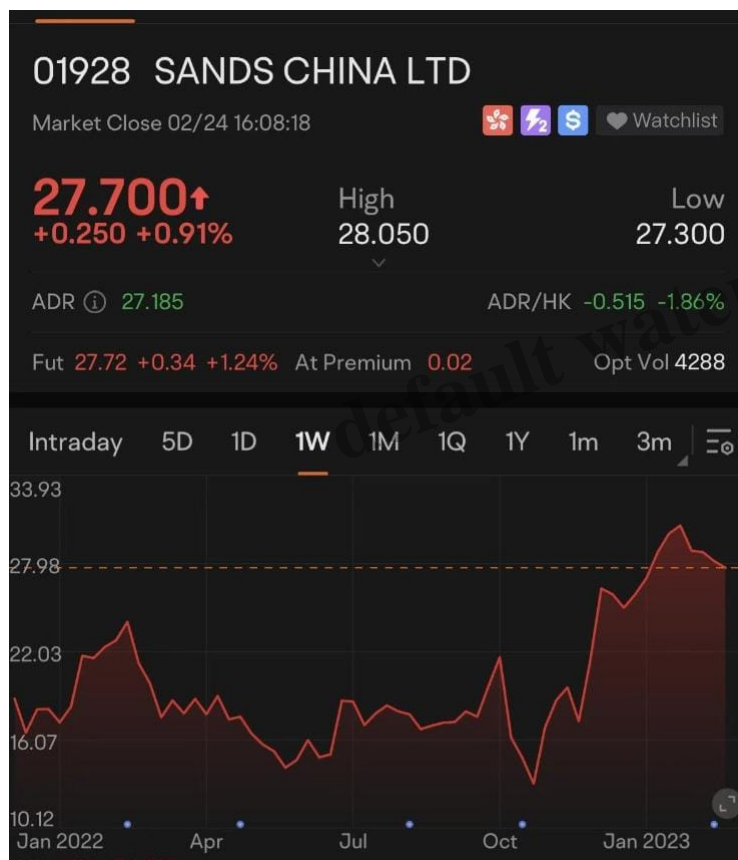 01928 SANDS CHINA LTD
Market Close 02/24 16:08:18
2
$
Watchlist
27.700
+0.250 +0.91%
High
28.050
Low
27.300
ADR 27.185
ADR/HK -0.515 -1.86%
Fut 27.72 +0.34 +1.24% At Premium 0.02
Opt Vol 4288
default water
Intraday 5D 1D 1W 1M 1Q 1Y 1m 3m
33.93
27.98
22.03
16.07
10.12
Jan 2022 Apr Jul Oct Jan 2023